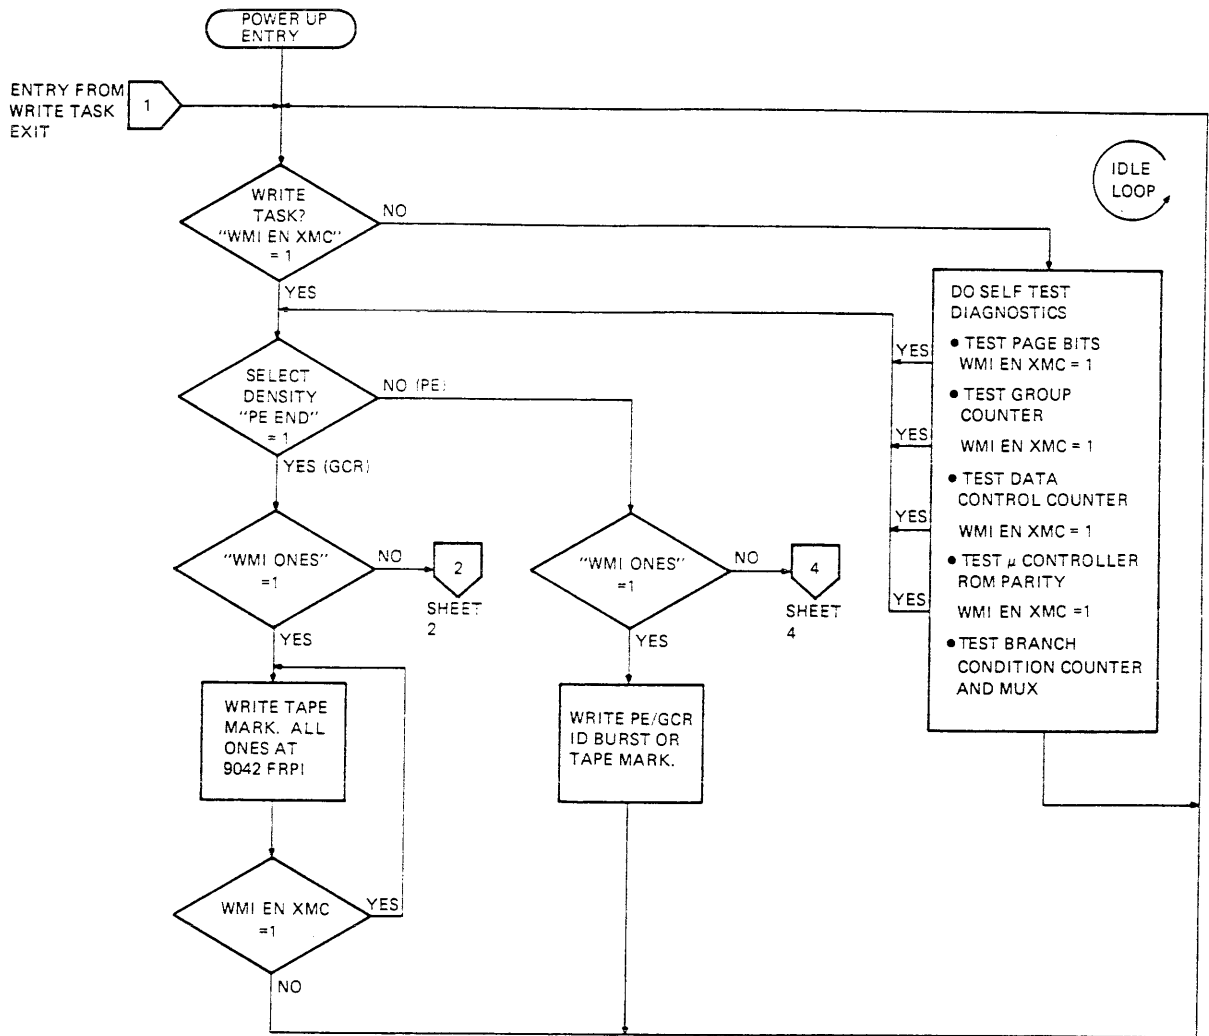 POWER UP
ENTRY
ENTRY FROM
WRITE TASK
EXIT
1
IDLE
LOOP
WRITE
TASK?
"WMI EN XMC"
= 1
NO
YES
DO SELF TEST
DIAGNOSTICS
● TEST PAGE BITS
WMI EN XMC = 1
YES
● TEST GROUP
COUNTER
WMI EN XMC = 1
YES
● TEST DATA
CONTROL COUNTER
WMI EN XMC = 1
YES
● TEST μ CONTROLLER
ROM PARITY
WMI EN XMC =1
YES
● TEST BRANCH
CONDITION COUNTER
AND MUX
SELECT
DENSITY
"PE END"
= 1
NO (PE)
YES (GCR)
"WMI ONES"
=1
NO
2
SHEET
2
YES
"WMI ONES"
=1
NO
4
SHEET
4
YES
WRITE TAPE
MARK. ALL
ONES AT
9042 FRPI
WRITE PE/GCR
ID BURST OR
TAPE MARK.
WMI EN XMC
=1
YES
NO